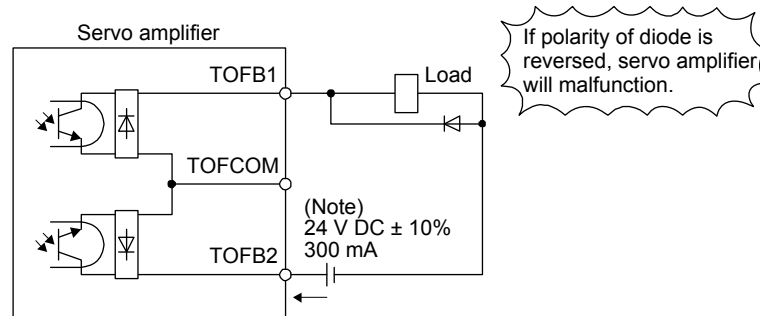 Servo amplifier
TOFB1
Load
If polarity of diode is
reversed, servo amplifier
will malfunction.
TOFCOM
(Note)
24 V DC ± 10%
300 mA
TOFB2